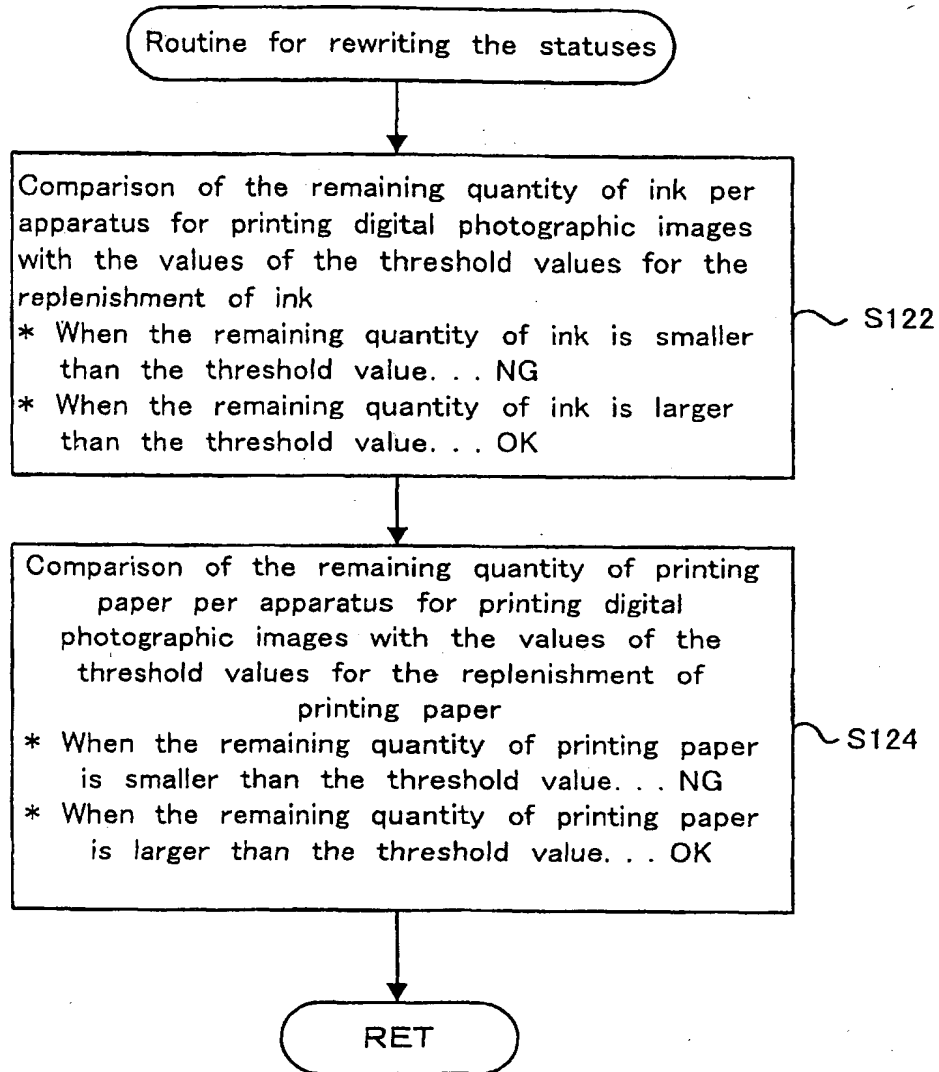 Routine for rewriting the statuses
Comparison of the remaining quantity of ink per
apparatus for printing digital photographic images
with the values of the threshold values for the
replenishment of ink
* When the remaining quantity of ink is smaller
than the threshold value. . . NG
* When the remaining quantity of ink is larger
than the threshold value. . . OK
S122
Comparison of the remaining quantity of printing
paper per apparatus for printing digital
photographic images with the values of the
threshold values for the replenishment of
printing paper
* When the remaining quantity of printing paper
is smaller than the threshold value. . . NG
* When the remaining quantity of printing paper
is larger than the threshold value. . . OK
S124
RET